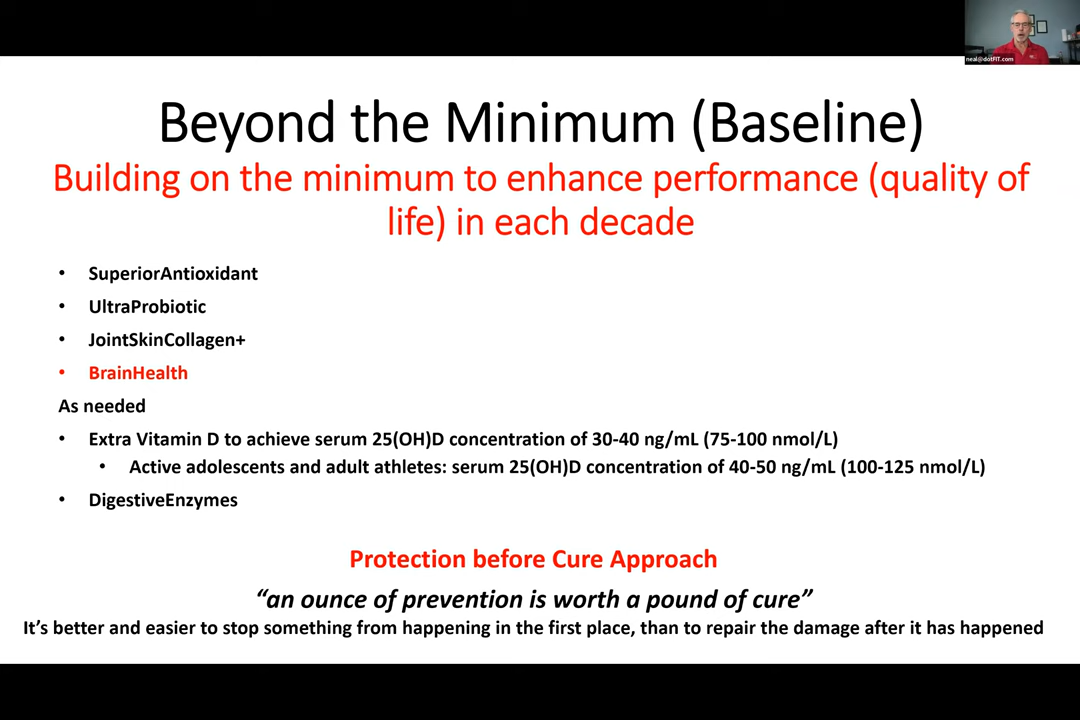 neal@dotFIT.com
Beyond the Minimum (Baseline)
Building on the minimum to enhance performance (quality of
life) in each decade
• SuperiorAntioxidant
• UltraProbiotic
• JointSkinCollagen+
• BrainHealth
As needed
• Extra Vitamin D to achieve serum 25(OH)D concentration of 30-40 ng/mL (75-100 nmol/L)
• Active adolescents and adult athletes: serum 25(OH)D concentration of 40-50 ng/mL (100-125 nmol/L)
• DigestiveEnzymes
Protection before Cure Approach
“an ounce of prevention is worth a pound of cure”
It’s better and easier to stop something from happening in the first place, than to repair the damage after it has happened